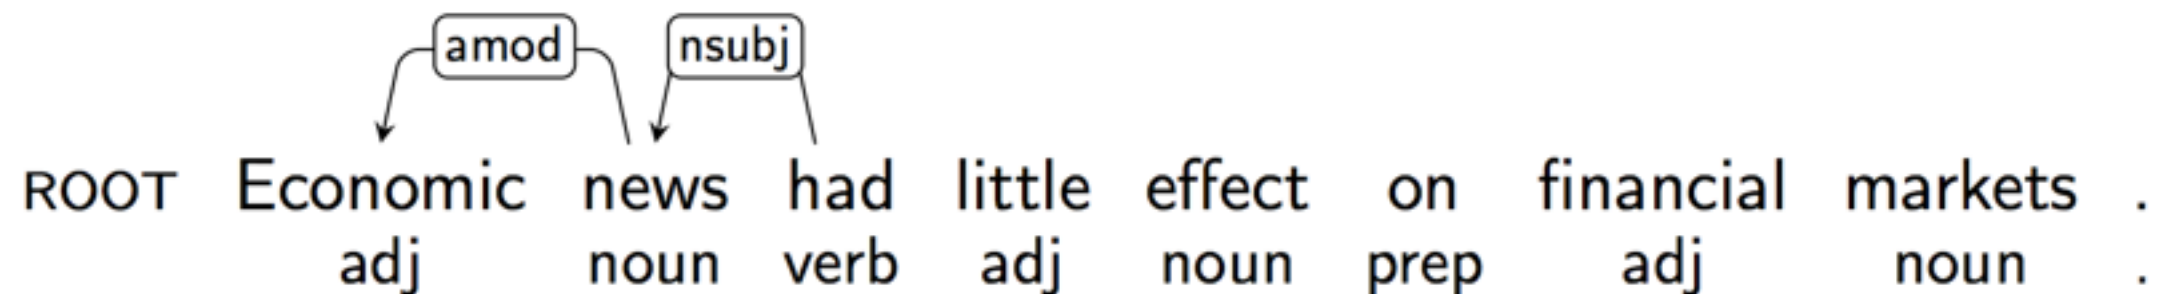 amod nsubj
ROOT Economic news had little effect on financial markets .
adj noun verb adj noun prep adj noun .